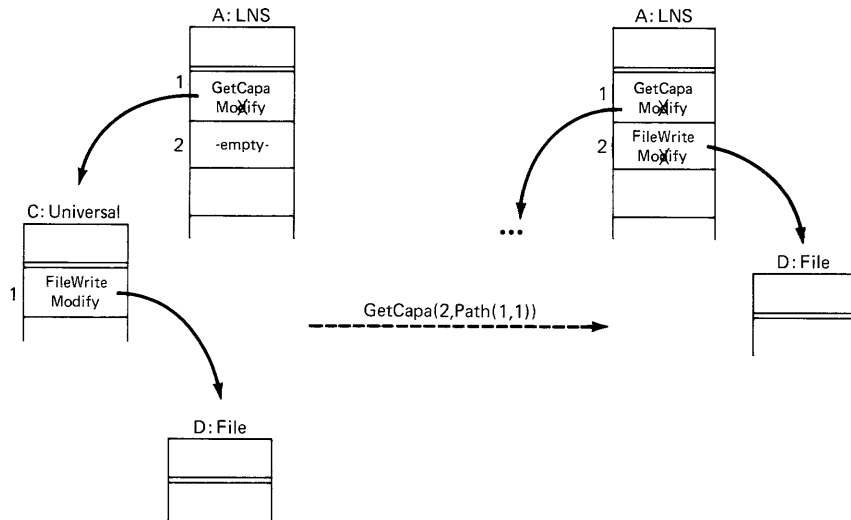 A: LNS
1
GetCapa
Modify
2
-empty-
C: Universal
1
FileWrite
Modify
D: File
GetCapa(2,Path(1,1))
A: LNS
1
GetCapa
Modify
2
FileWrite
Modify
...
D: File